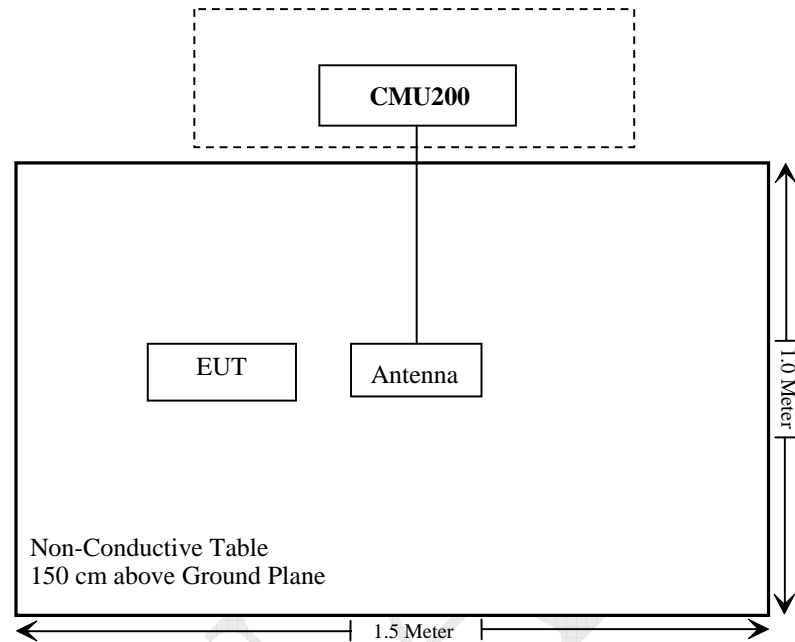 CMU200
EUT
Antenna
1.0 Meter
Non-Conductive Table
150 cm above Ground Plane
1.5 Meter